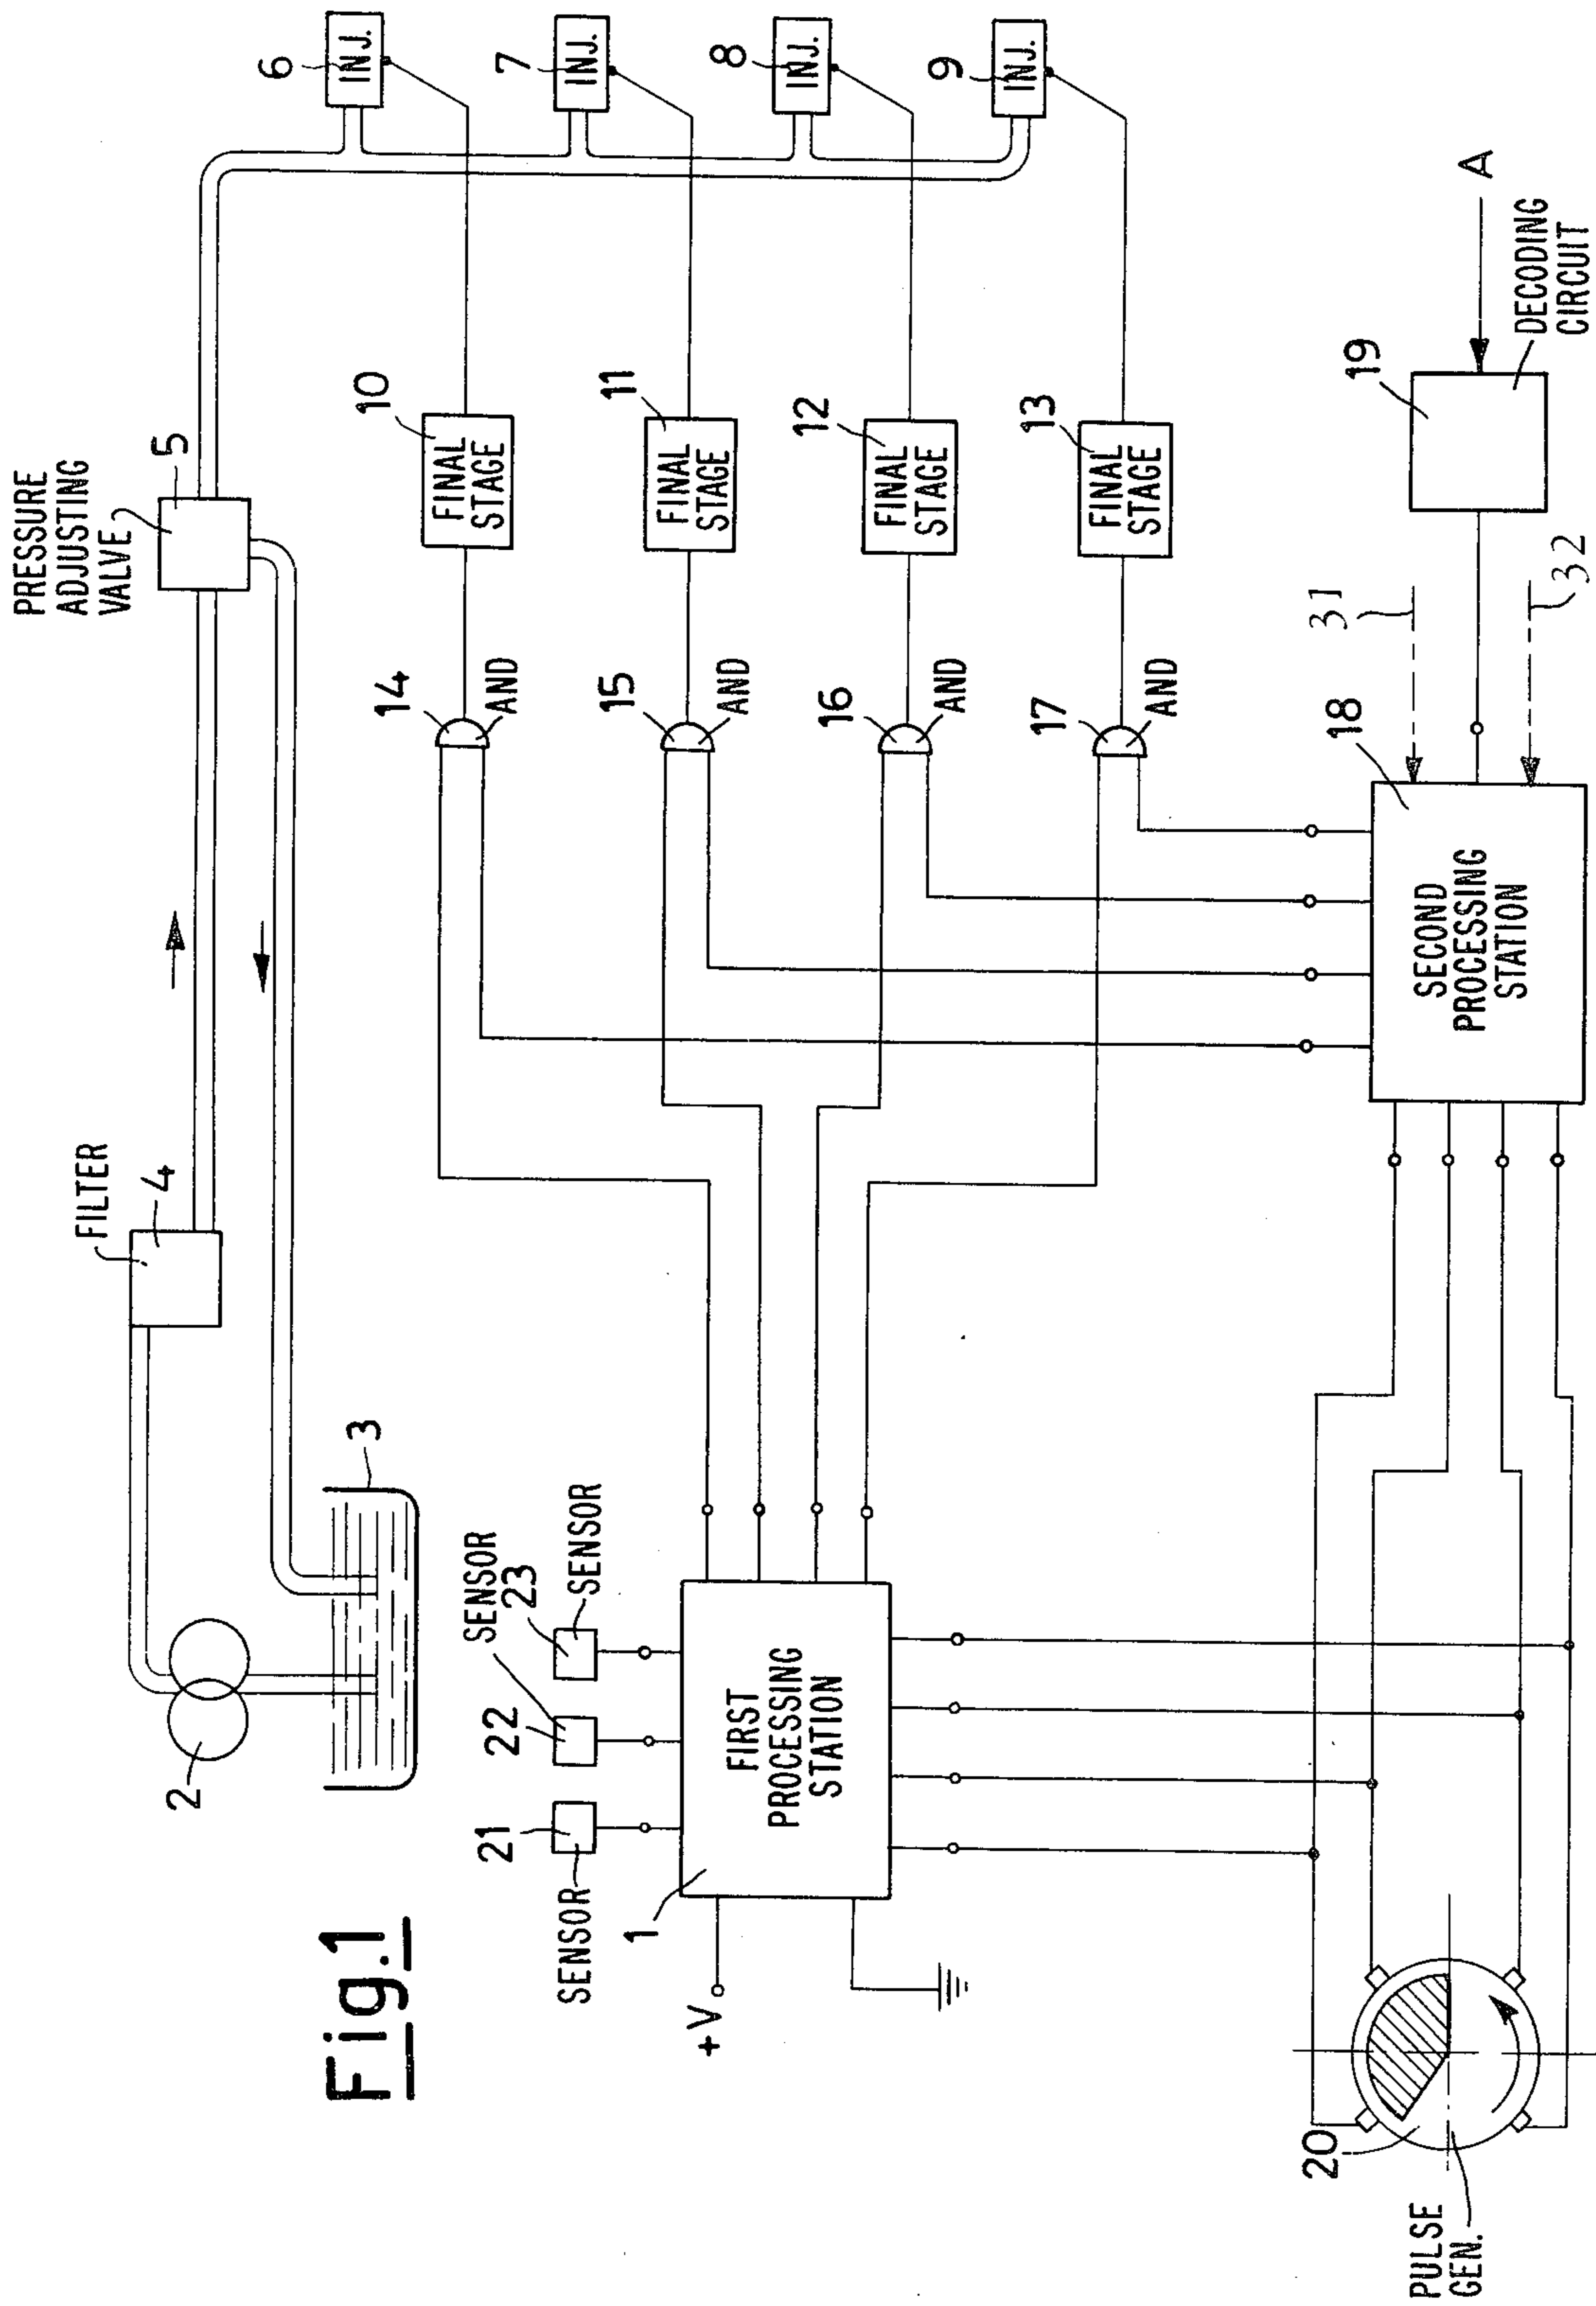 Fig.1
PRESSURE
ADJUSTING
VALVE
5
FILTER
4
2
3
6
INJ.
7
INJ.
8
INJ.
9
INJ.
10
FINAL
STAGE
11
FINAL
STAGE
12
FINAL
STAGE
13
FINAL
STAGE
14
AND
15
AND
16
AND
17
AND
SENSOR
21
22
SENSOR
23
SENSOR
+V
1
FIRST
PROCESSING
STATION
18
SECOND
PROCESSING
STATION
31
32
19
DECODING
CIRCUIT
A
20
PULSE
GEN.